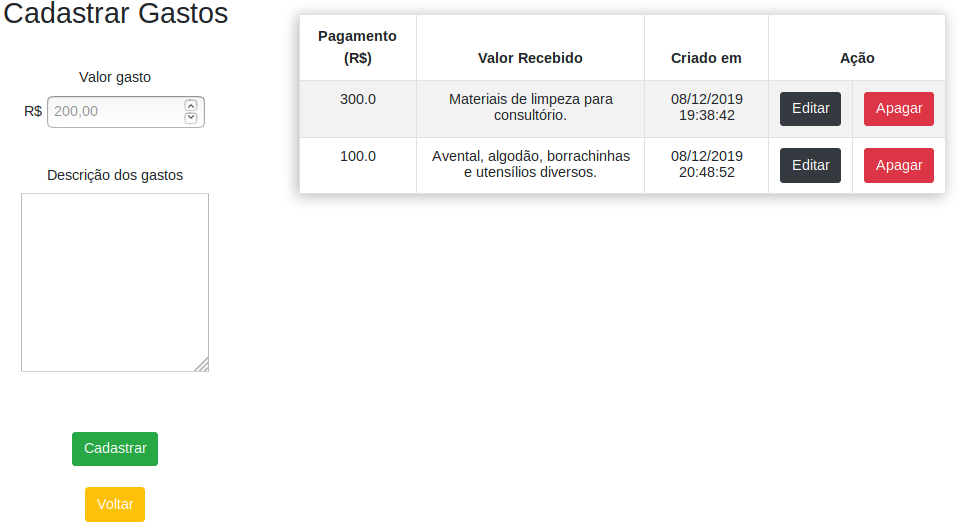 Cadastrar Gastos
Valor gasto
R$ 200,00
Descrição dos gastos
Cadastrar
Voltar
Pagamento
(R$)
Valor Recebido
Criado em
Ação
300.0
Materiais de limpeza para
consultório.
08/12/2019
19:38:42
Editar
Apagar
100.0
Avental, algodão, borrachinhas
e utensílios diversos.
08/12/2019
20:48:52
Editar
Apagar